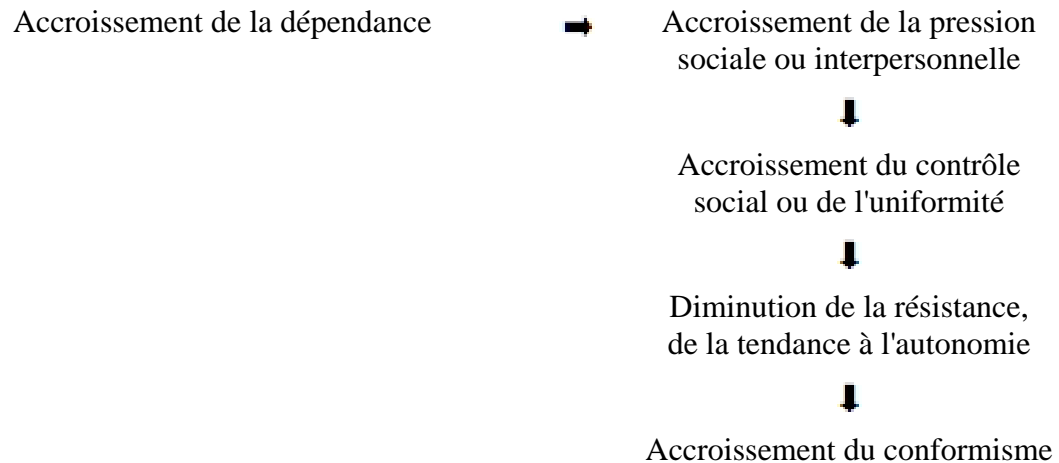 Accroissement de la dépendance
Accroissement de la pression
sociale ou interpersonnelle
Accroissement du contrôle
social ou de l'uniformité
Diminution de la résistance,
de la tendance à l'autonomie
Accroissement du conformisme